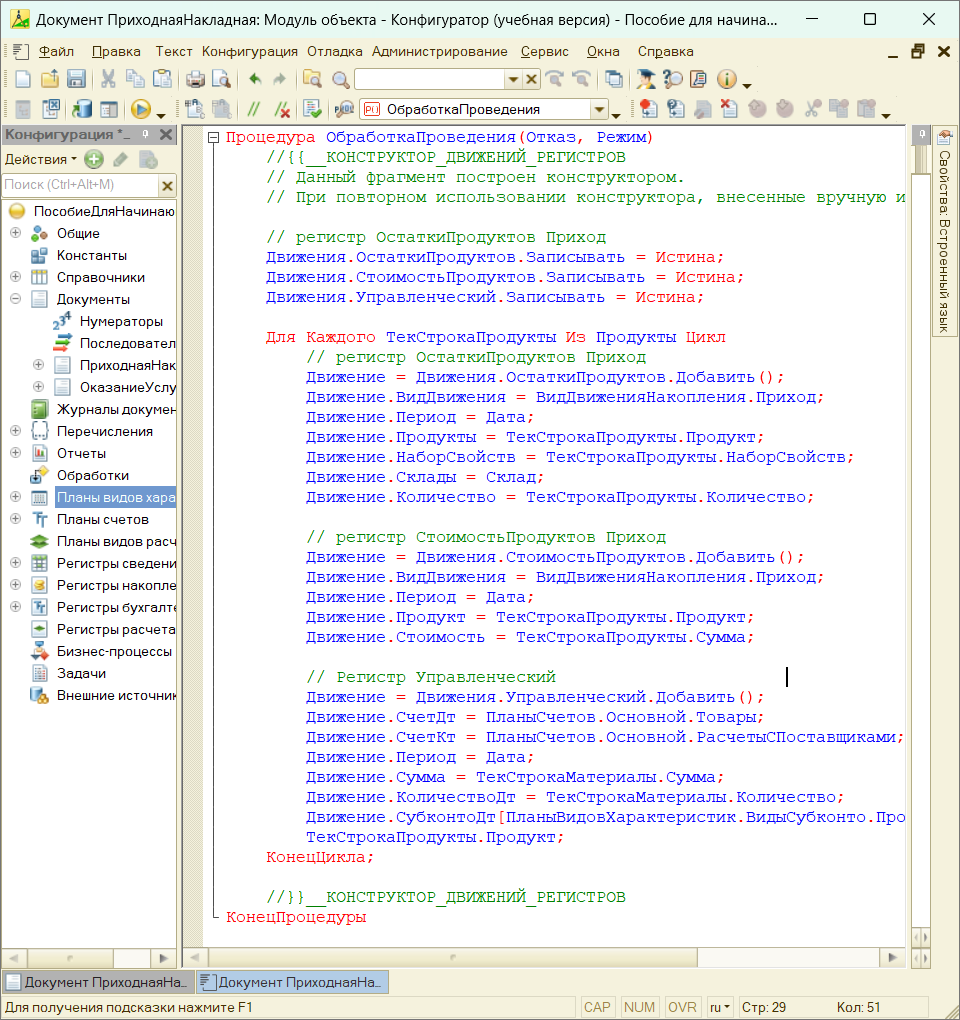 Документ ПриходнаяНакладная: Модуль объекта - Конфигуратор (учебная версия) - Пособие для начина...
Файл Правка Текст Конфигурация Отладка Администрирование Сервис Окна Справка
ОбработкаПроведения
Конфигурация *...
Действия
Поиск (Ctrl+Alt+M)
ПособиеДляНачинаю
Общие
Константы
Справочники
Документы
Нумераторы
Последовател
ПриходнаяНак
ОказаниеУслу
Журналы докумен
Перечисления
Отчеты
Обработки
Планы видов хара
Планы счетов
Планы видов расч
Регистры сведени
Регистры накопле
Регистры бухгалте
Регистры расчета
Бизнес-процессы
Задачи
Внешние источник
Процедура ОбработкаПроведения(Отказ, Режим)
//{{__КОНСТРУКТОР_ДВИЖЕНИЙ_РЕГИСТРОВ
// Данный фрагмент построен конструктором.
// При повторном использовании конструктора, внесенные вручную и
// регистр ОстаткиПродуктов Приход
Движения.ОстаткиПродуктов.Записывать = Истина;
Движения.СтоимостьПродуктов.Записывать = Истина;
Движения.Управленческий.Записывать = Истина;
Для Каждого ТекСтрокаПродукты Из Продукты Цикл
// регистр ОстаткиПродуктов Приход
Движение = Движения.ОстаткиПродуктов.Добавить();
Движение.ВидДвижения = ВидДвиженияНакопления.Приход;
Движение.Период = Дата;
Движение.Продукты = ТекСтрокаПродукты.Продукт;
Движение.НаборСвойств = ТекСтрокаПродукты.НаборСвойств;
Движение.Склады = Склад;
Движение.Количество = ТекСтрокаПродукты.Количество;
// регистр СтоимостьПродуктов Приход
Движение = Движения.СтоимостьПродуктов.Добавить();
Движение.ВидДвижения = ВидДвиженияНакопления.Приход;
Движение.Период = Дата;
Движение.Продукт = ТекСтрокаПродукты.Продукт;
Движение.Стоимость = ТекСтрокаПродукты.Сумма;
// Регистр Управленческий
Движение = Движения.Управленческий.Добавить();
Движение.СчетДт = ПланыСчетов.Основной.Товары;
Движение.СчетКт = ПланыСчетов.Основной.РасчетыСПоставщиками;
Движение.Период = Дата;
Движение.Сумма = ТекСтрокаМатериалы.Сумма;
Движение.КоличествоДт = ТекСтрокаМатериалы.Количество;
Движение.СубконтоДт[ПланыВидовХарактеристик.ВидыСубконто.Про
ТекСтрокаПродукты.Продукт;
КонецЦикла;
//}}__КОНСТРУКТОР_ДВИЖЕНИЙ_РЕГИСТРОВ
КонецПроцедуры
Свойства: Встроенный язык
Документ ПриходнаяНа... Документ ПриходнаяНа...
Для получения подсказки нажмите F1 CAP NUM OVR ru Стр: 29 Кол: 51